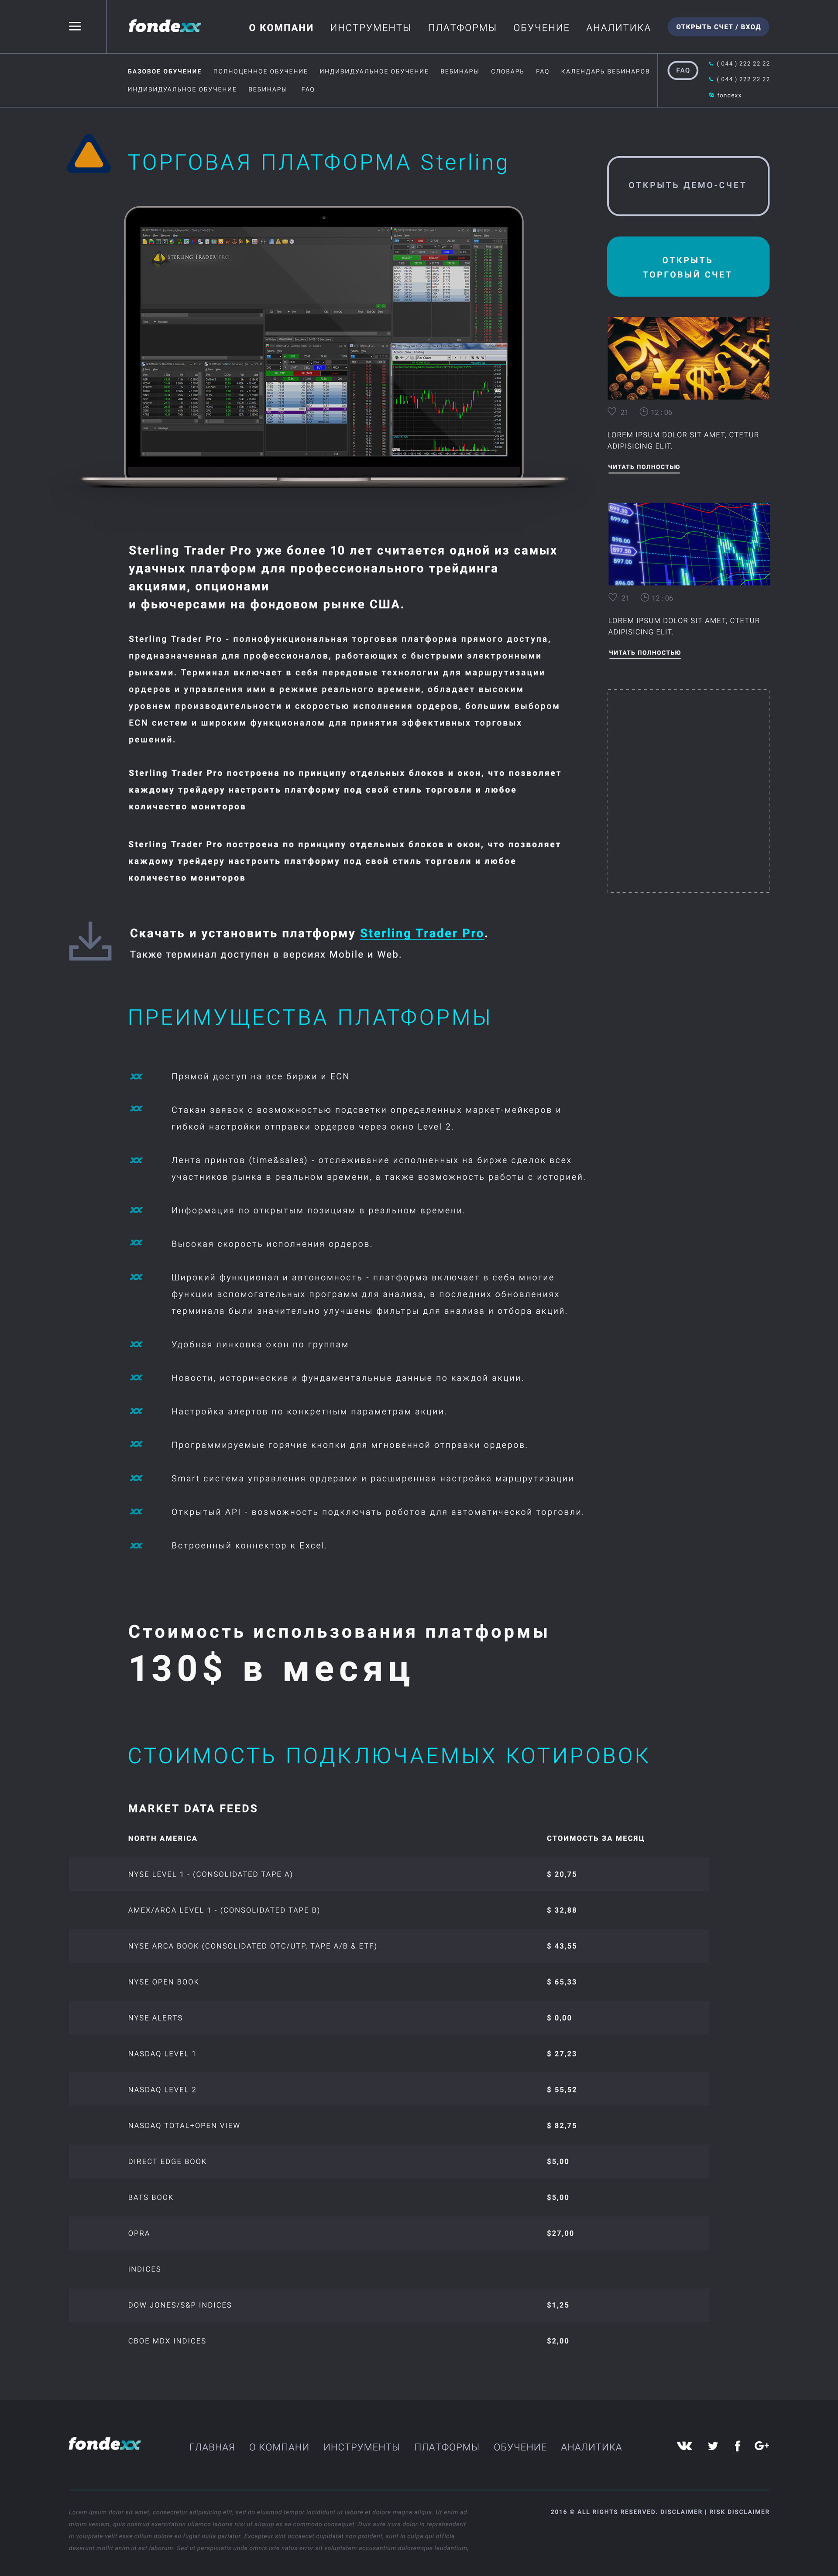 fondexx
О КОМПАНИ ИНСТРУМЕНТЫ ПЛАТФОРМЫ ОБУЧЕНИЕ АНАЛИТИКА
ОТКРЫТЬ СЧЕТ / ВХОД
БАЗОВОЕ ОБУЧЕНИЕ ПОЛНОЦЕННОЕ ОБУЧЕНИЕ ИНДИВИДУАЛЬНОЕ ОБУЧЕНИЕ ВЕБИНАРЫ СЛОВАРЬ FAQ КАЛЕНДАРЬ ВЕБИНАРОВ
ИНДИВИДУАЛЬНОЕ ОБУЧЕНИЕ ВЕБИНАРЫ FAQ
FAQ
( 044 ) 222 22 22
( 044 ) 222 22 22
fondexx
ТОРГОВАЯ ПЛАТФОРМА Sterling
STERLING TRADER PRO
ОТКРЫТЬ ДЕМО-СЧЕТ
ОТКРЫТЬ
ТОРГОВЫЙ СЧЕТ
21 12 : 06
LOREM IPSUM DOLOR SIT AMET, CTETUR
ADIPISICING ELIT.
ЧИТАТЬ ПОЛНОСТЬЮ
899.00
898.00
897.50
897.00
896.00
21 12 : 06
LOREM IPSUM DOLOR SIT AMET, CTETUR
ADIPISICING ELIT.
ЧИТАТЬ ПОЛНОСТЬЮ
Sterling Trader Pro уже более 10 лет считается одной из самых
удачных платформ для профессионального трейдинга
акциями, опционами
и фьючерсами на фондовом рынке США.
Sterling Trader Pro - полнофункциональная торговая платформа прямого доступа,
предназначенная для профессионалов, работающих с быстрыми электронными
рынками. Терминал включает в себя передовые технологии для маршрутизации
ордеров и управления ими в режиме реального времени, обладает высоким
уровнем производительности и скоростью исполнения ордеров, большим выбором
ECN систем и широким функционалом для принятия эффективных торговых
решений.
Sterling Trader Pro построена по принципу отдельных блоков и окон, что позволяет
каждому трейдеру настроить платформу под свой стиль торговли и любое
количество мониторов
Sterling Trader Pro построена по принципу отдельных блоков и окон, что позволяет
каждому трейдеру настроить платформу под свой стиль торговли и любое
количество мониторов
Скачать и установить платформу Sterling Trader Pro.
Также терминал доступен в версиях Mobile и Web.
ПРЕИМУЩЕСТВА ПЛАТФОРМЫ
Прямой доступ на все биржи и ECN
Стакан заявок с возможностью подсветки определенных маркет-мейкеров и
гибкой настройки отправки ордеров через окно Level 2.
Лента принтов (time&sales) - отслеживание исполненных на бирже сделок всех
участников рынка в реальном времени, а также возможность работы с историей.
Информация по открытым позициям в реальном времени.
Высокая скорость исполнения ордеров.
Широкий функционал и автономность - платформа включает в себя многие
функции вспомогательных программ для анализа, в последних обновлениях
терминала были значительно улучшены фильтры для анализа и отбора акций.
Удобная линковка окон по группам
Новости, исторические и фундаментальные данные по каждой акции.
Настройка алертов по конкретным параметрам акции.
Программируемые горячие кнопки для мгновенной отправки ордеров.
Smart система управления ордерами и расширенная настройка маршрутизации
Открытый API - возможность подключать роботов для автоматической торговли.
Встроенный коннектор к Excel.
Стоимость использования платформы
130$ в месяц
СТОИМОСТЬ ПОДКЛЮЧАЕМЫХ КОТИРОВОК
MARKET DATA FEEDS
NORTH AMERICA СТОИМОСТЬ ЗА МЕСЯЦ
NYSE LEVEL 1 - (CONSOLIDATED TAPE A) $ 20,75
AMEX/ARCA LEVEL 1 - (CONSOLIDATED TAPE B) $ 32,88
NYSE ARCA BOOK (CONSOLIDATED OTC/UTP, TAPE A/B & ETF) $ 43,55
NYSE OPEN BOOK $ 65,33
NYSE ALERTS $ 0,00
NASDAQ LEVEL 1 $ 27,23
NASDAQ LEVEL 2 $ 55,52
NASDAQ TOTAL+OPEN VIEW $ 82,75
DIRECT EDGE BOOK $5,00
BATS BOOK $5,00
OPRA $27,00
INDICES
DOW JONES/S&P INDICES $1,25
CBOE MDX INDICES $2,00
fondexx
ГЛАВНАЯ О КОМПАНИ ИНСТРУМЕНТЫ ПЛАТФОРМЫ ОБУЧЕНИЕ АНАЛИТИКА
2016 © ALL RIGHTS RESERVED. DISCLAIMER | RISK DISCLAIMER
Lorem ipsum dolor sit amet, consectetur adipisicing elit, sed do eiusmod tempor incididunt ut labore et dolore magna aliqua. Ut enim ad
minim veniam, quis nostrud exercitation ullamco laboris nisi ut aliquip ex ea commodo consequat. Duis aute irure dolor in reprehenderit
in voluptate velit esse cillum dolore eu fugiat nulla pariatur. Excepteur sint occaecat cupidatat non proident, sunt in culpa qui officia
deserunt mollit anim id est laborum. Sed ut perspiciatis unde omnis iste natus error sit voluptatem accusantium doloremque laudantium,